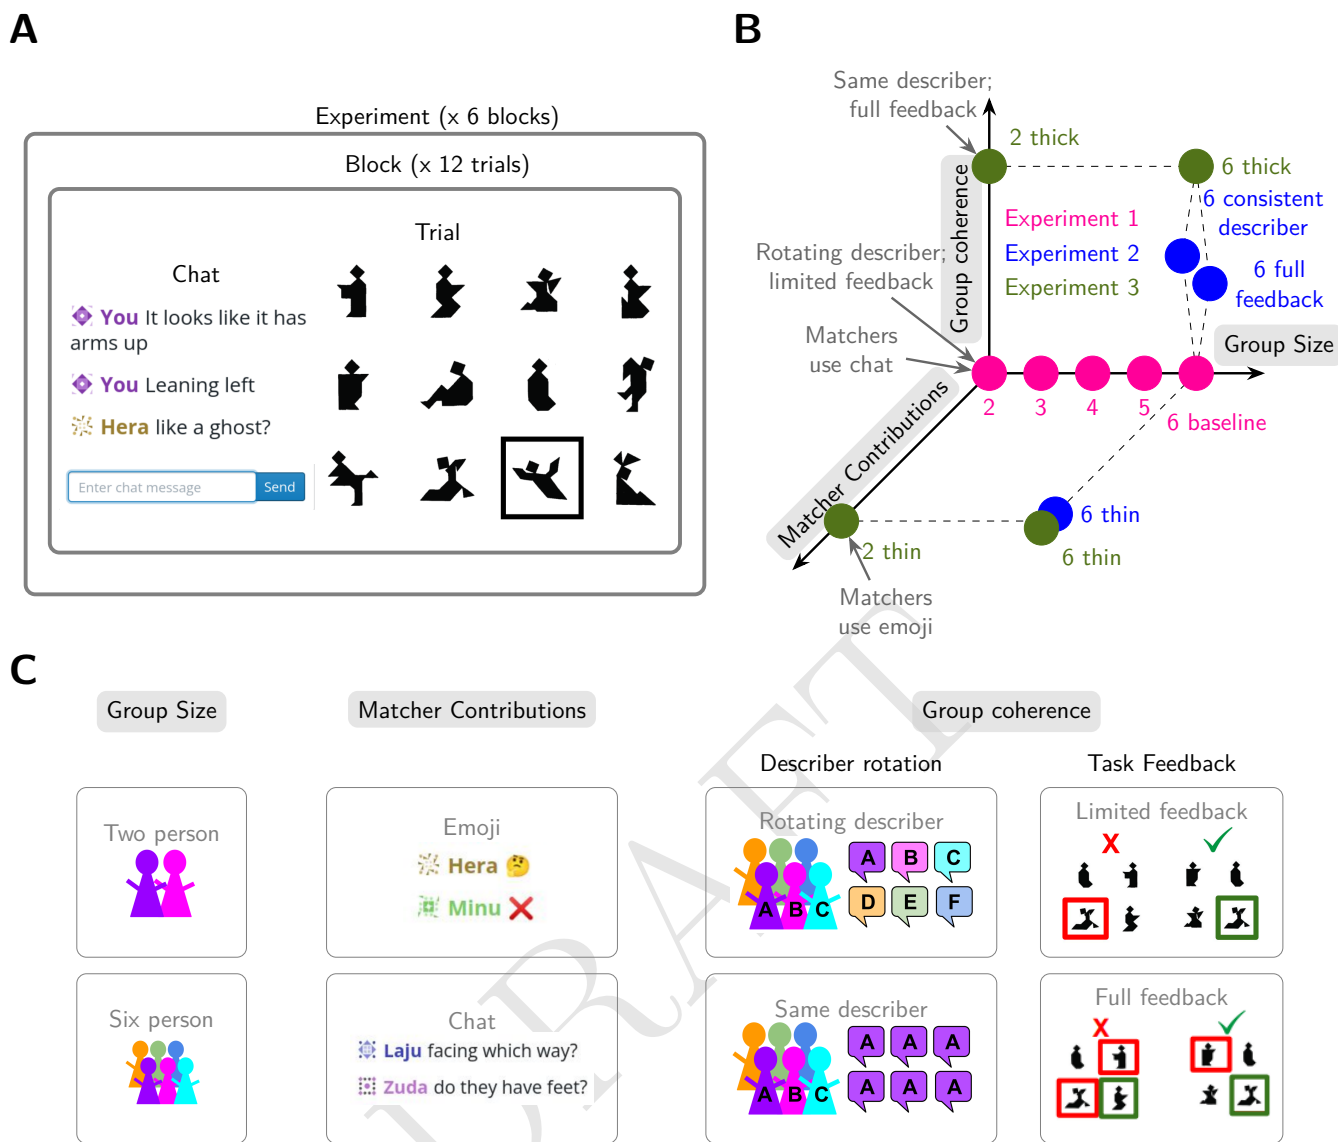 A
Experiment (x 6 blocks)
Block (x 12 trials)
Trial
Chat
You It looks like it has
arms up
You Leaning left
Hera like a ghost?
Enter chat message
Send
B
Same describer;
full feedback
2 thick
6 thick
6 consistent
describer
Group coherence
Experiment 1
Experiment 2
Experiment 3
Rotating describer;
limited feedback
6 full
feedback
Matchers
use chat
Group Size
2
3
4
5
6 baseline
Matcher Contributions
6 thin
2 thin
6 thin
Matchers
use emoji
C
Group Size
Matcher Contributions
Group coherence
Describer rotation
Task Feedback
Two person
Emoji
Hera
Minu
Rotating describer
A B C
D E F
A B C
Limited feedback
X
Six person
Chat
Laju facing which way?
Zuda do they have feet?
Same describer
A A A
A A A
A B C
Full feedback
X
DRAFT